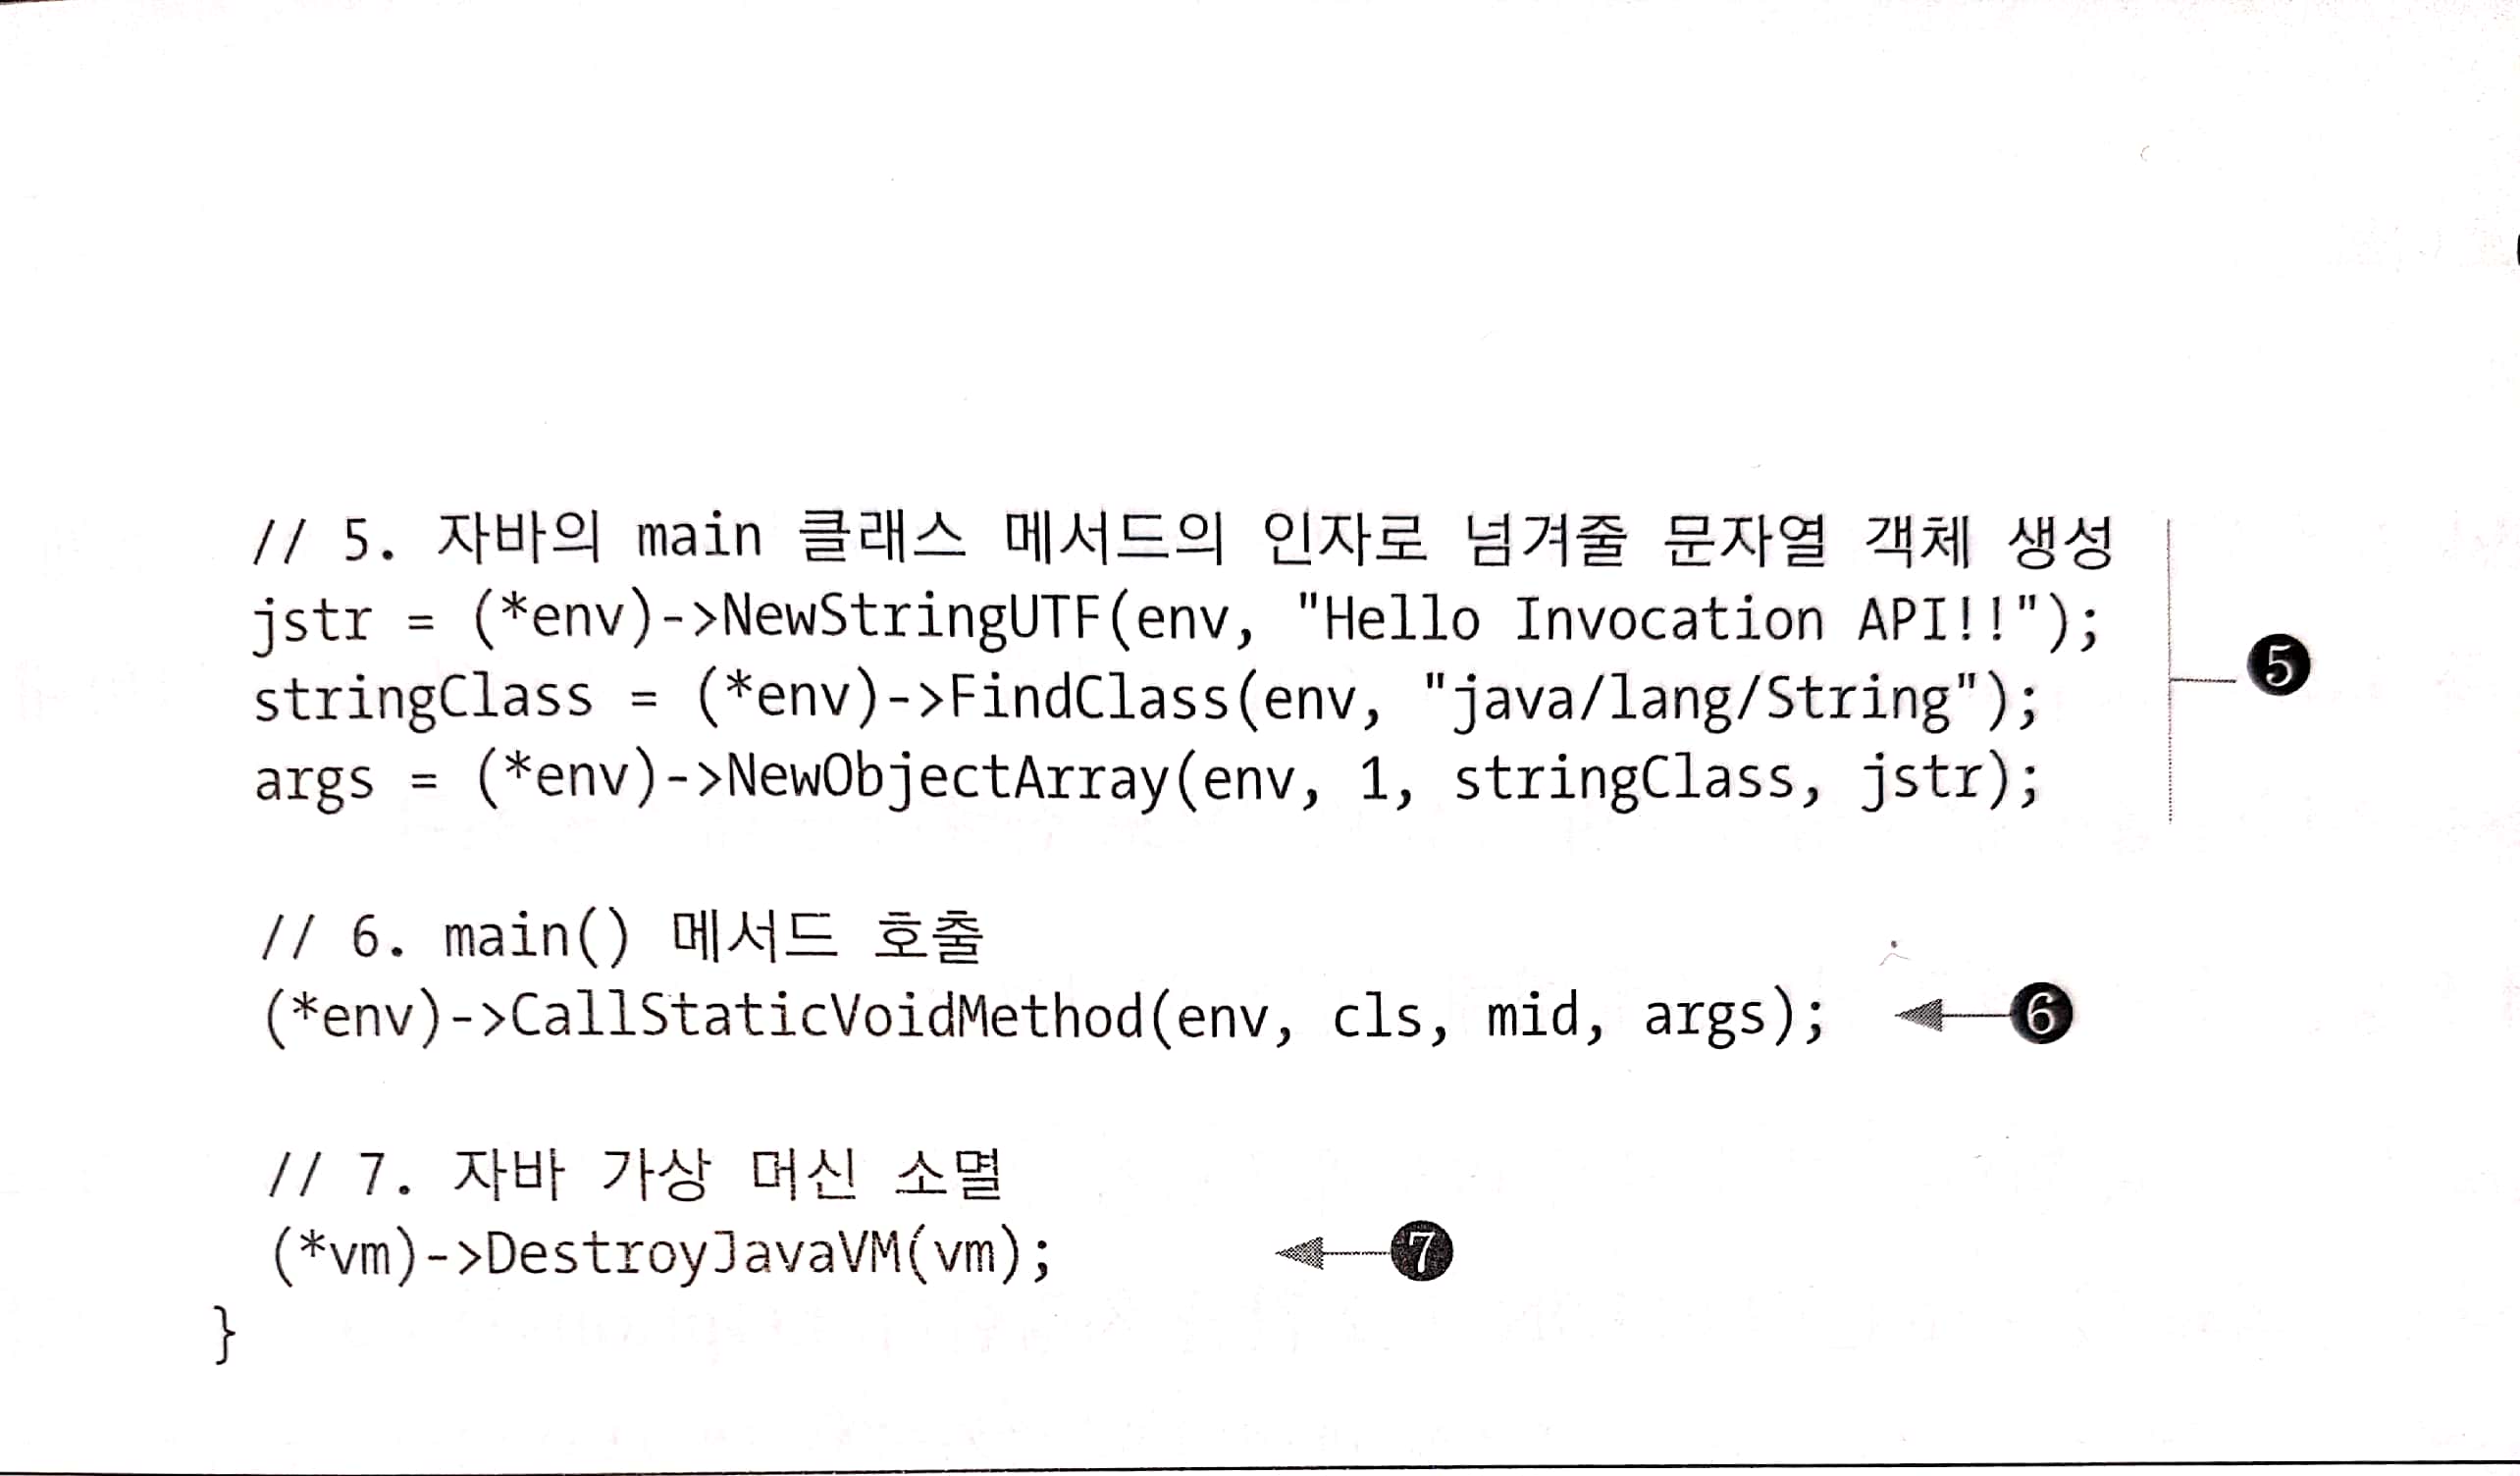 // 5. 자바의 main 클래스 메서드의 인자로 넘겨줄 문자열 객체 생성
jstr = (*env)->NewStringUTF(env, "Hello Invocation API!!");
stringClass = (*env)->FindClass(env, "java/lang/String");
args = (*env)->NewObjectArray(env, 1, stringClass, jstr);
❺
// 6. main() 메서드 호출
(*env)->CallStaticVoidMethod(env, cls, mid, args); ❻
// 7. 자바 가상 머신 소멸
(*vm)->DestroyJavaVM(vm); ❼
}